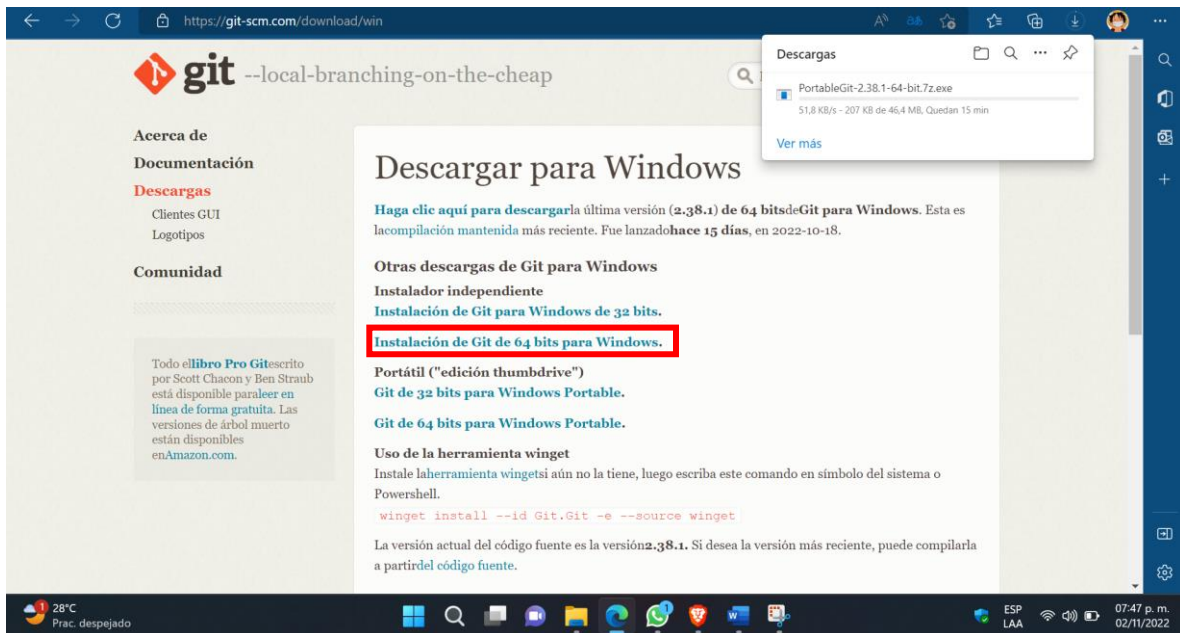 https://git-scm.com/download/win
git --local-branching-on-the-cheap
Descargas
PortableGit-2.38.1-64-bit.7z.exe
51,8 KB/s - 207 KB de 46,4 MB, Quedan 15 min
Ver más
Acerca de
Documentación
Descargas
Clientes GUI
Logotipos
Comunidad
Todo ellibro Pro Gitescrito
por Scott Chacon y Ben Straub
está disponible paraleer en
línea de forma gratuita. Las
versiones de árbol muerto
están disponibles
enAmazon.com.
Descargar para Windows
Haga clic aquí para descargarla última versión (2.38.1) de 64 bitsdeGit para Windows. Esta es
lacompilación mantenida más reciente. Fue lanzadohace 15 días, en 2022-10-18.
Otras descargas de Git para Windows
Instalador independiente
Instalación de Git para Windows de 32 bits.
Instalación de Git de 64 bits para Windows.
Portátil ("edición thumbdrive")
Git de 32 bits para Windows Portable.
Git de 64 bits para Windows Portable.
Uso de la herramienta winget
Instale laherramienta wingetsi aún no la tiene, luego escriba este comando en símbolo del sistema o
Powershell.
winget install --id Git.Git -e --source winget
La versión actual del código fuente es la versión2.38.1. Si desea la versión más reciente, puede compilarla
a partirdel código fuente.
1
28°C
Prac. despejado
ESP
LAA
07:47 p. m.
02/11/2022